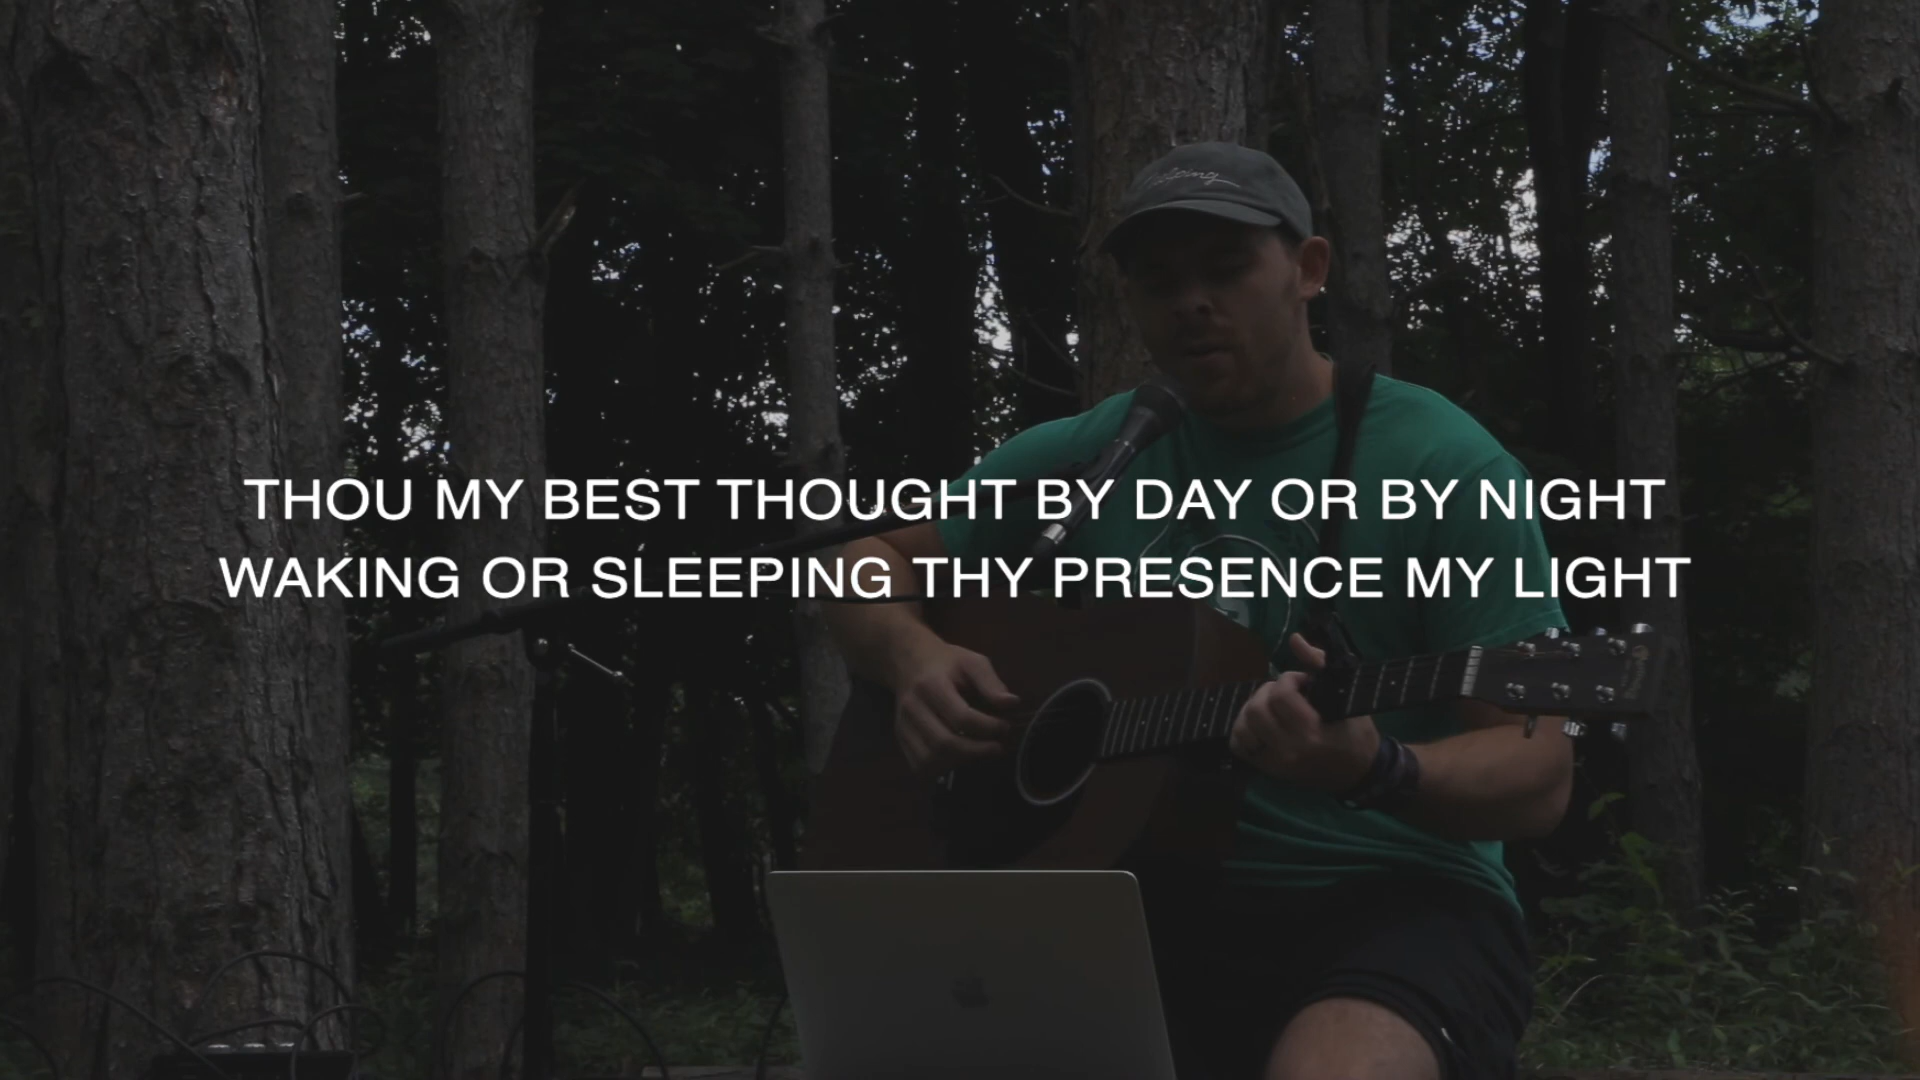 THOU MY BEST THOUGHT BY DAY OR BY NIGHT
WAKING OR SLEEPING THY PRESENCE MY LIGHT